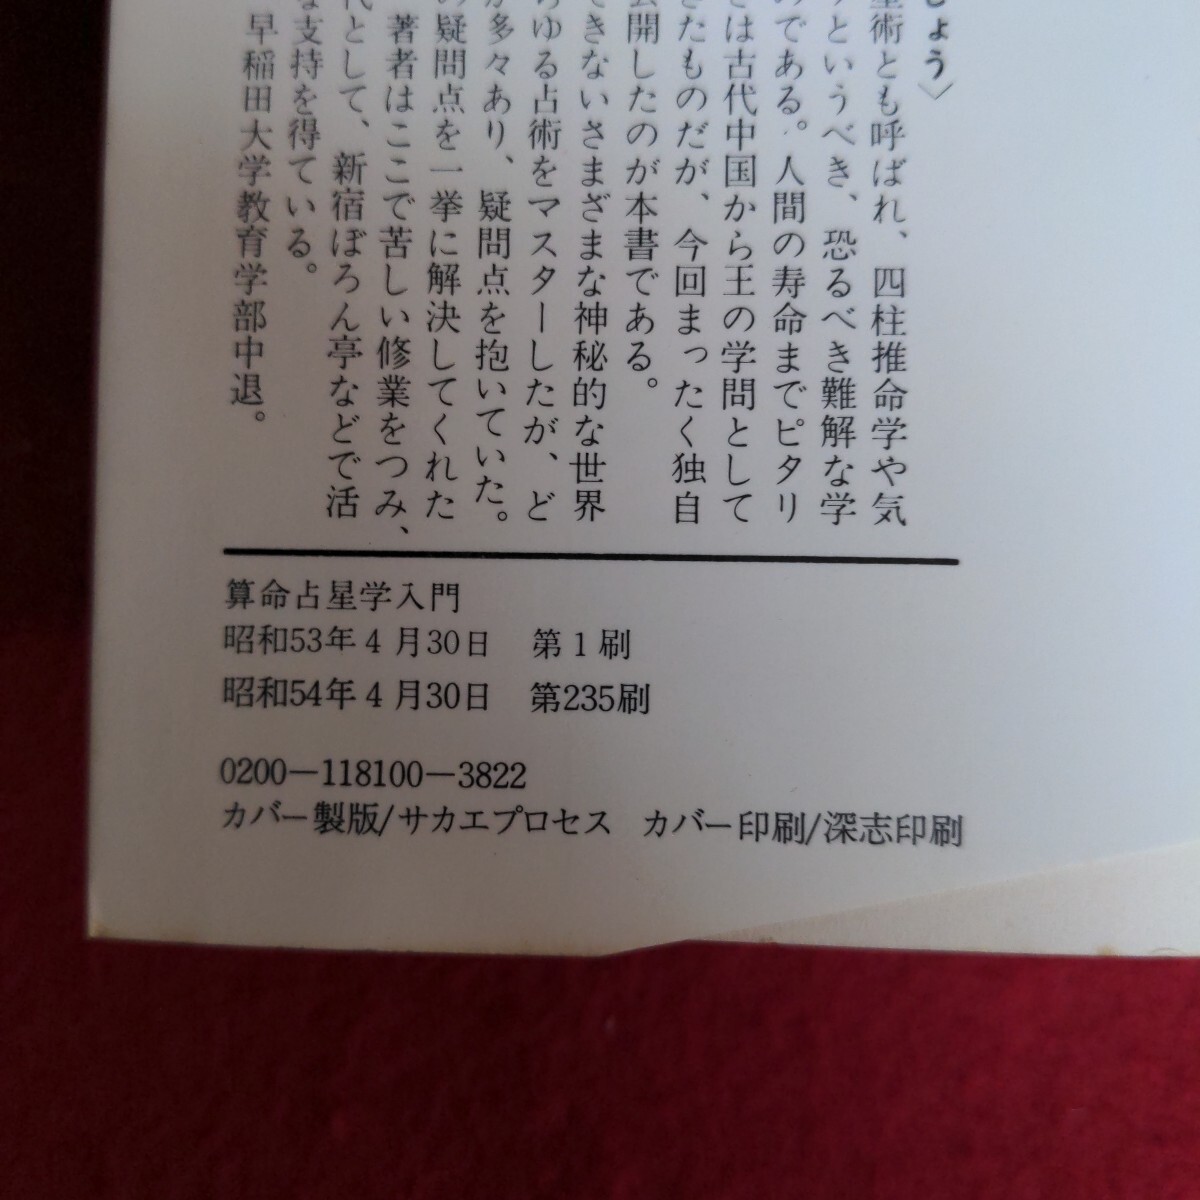 ょう〉
術とも呼ばれ、四柱推命学や気
りというべき、恐るべき難解な学
のである。人間の寿命までピタリ
は古代中国から王の学問として
きたものだが、今回まったく独自
公開したのが本書である。
できないさまざまな神秘的な世界
らゆる占術をマスターしたが、ど
が多々あり、疑問点を抱いていた。
の疑問点を一挙に解決してくれた
著者はここで苦しい修業をつみ、
代として、新宿ぼろん亭などで活
な支持を得ている。
早稲田大学教育学部中退。
算命占星学入門
昭和53年4月30日 第1刷
昭和54年4月30日 第235刷
0200―118100―3822
カバー製版/サカエプロセス カバー印刷/深志印刷